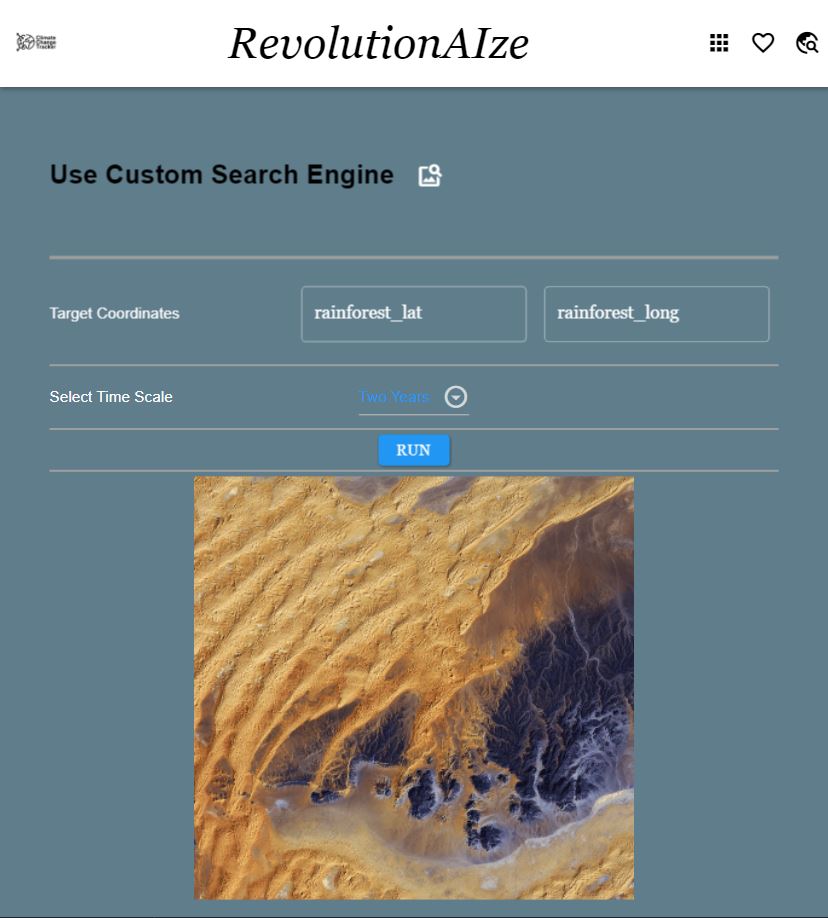 Climate
Change
Tracker
RevolutionAIze
Use Custom Search Engine
Target Coordinates rainforest_lat rainforest_long
Select Time Scale Two Years
RUN